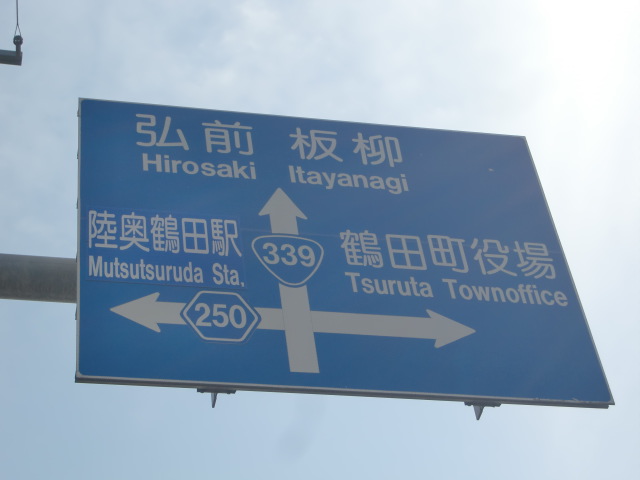 弘前 板柳
Hirosaki Itayanagi
陸奥鶴田駅
Mutsutsuruda Sta.
339
鶴田町役場
Tsuruta Townoffice
250